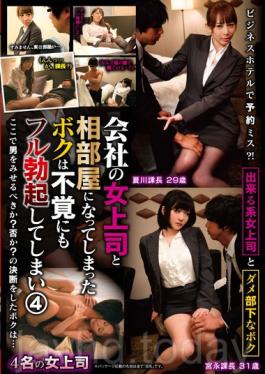 ビジネスホテルで予約ミス?!
出来る系女上司と
ダメ部下なボク
会社の女上司と
相部屋になってしまった
ボクは不覚にも
フル勃起してしまい④
ここで男をみせるべきか?否か?の決断をしたボクは…
4名の女上司
夏川課長 29歳
宮永課長 31歳